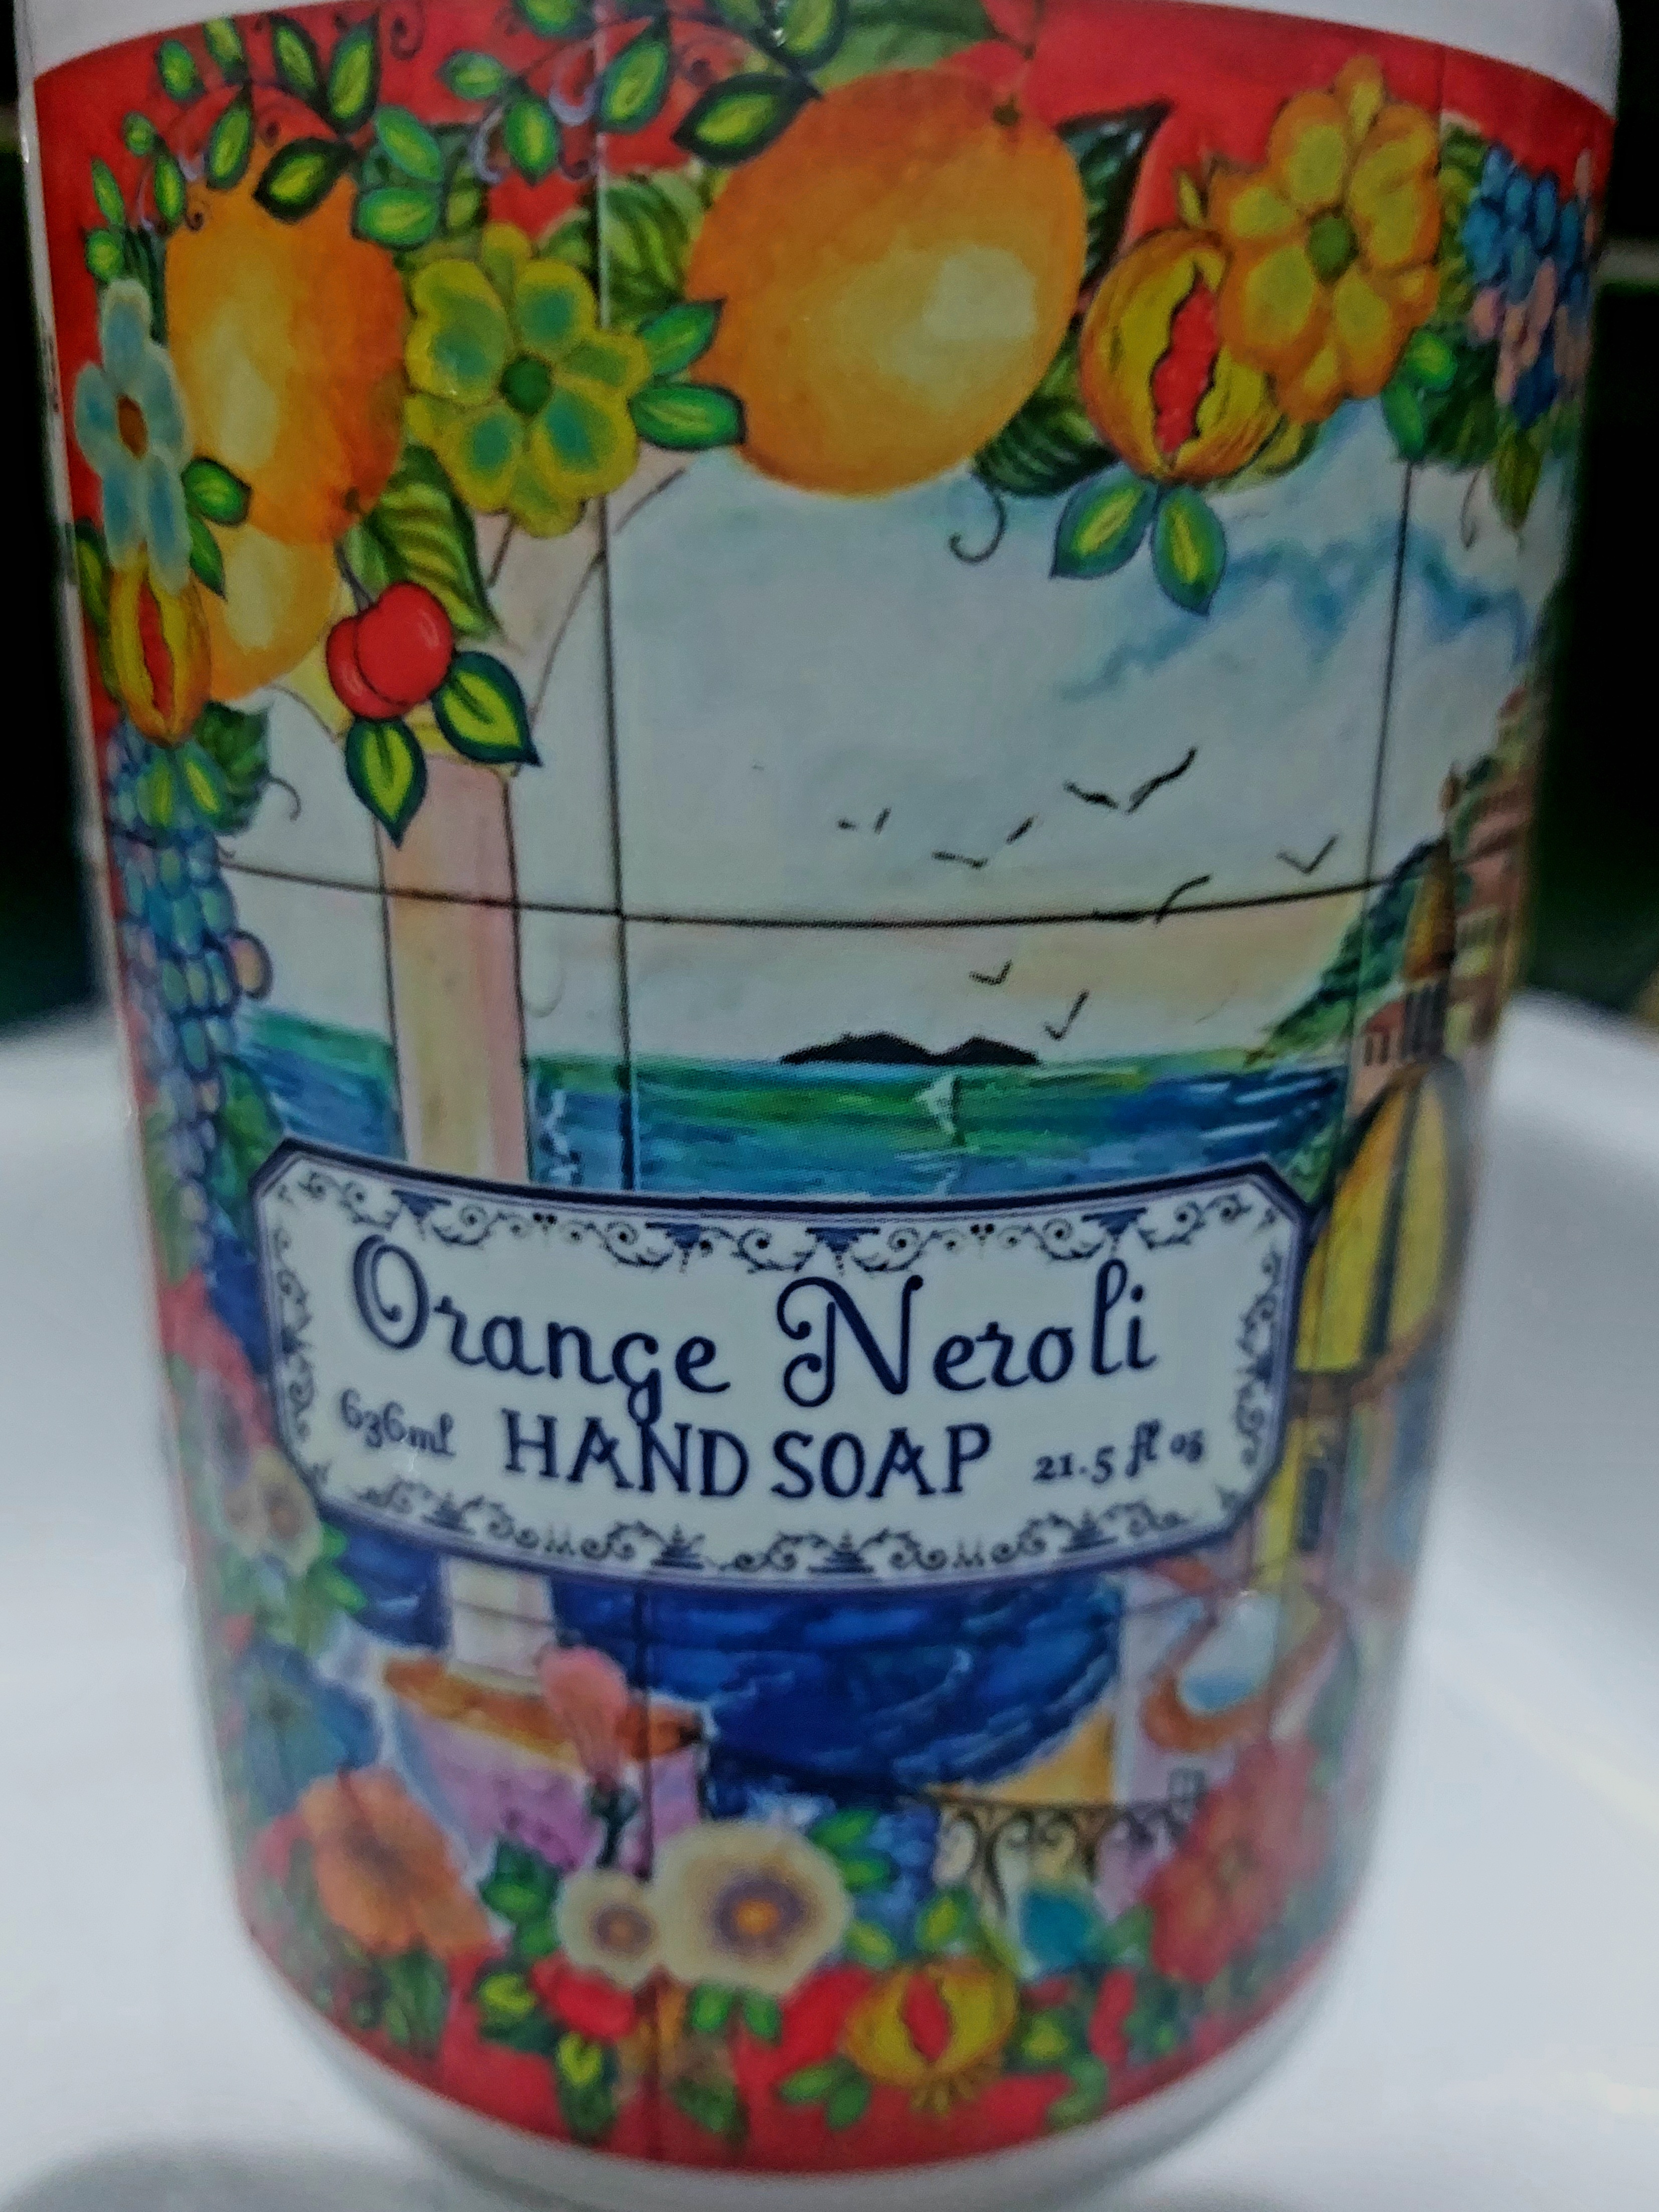 Orange Neroli
636ml HAND SOAP 21.5 fl oz